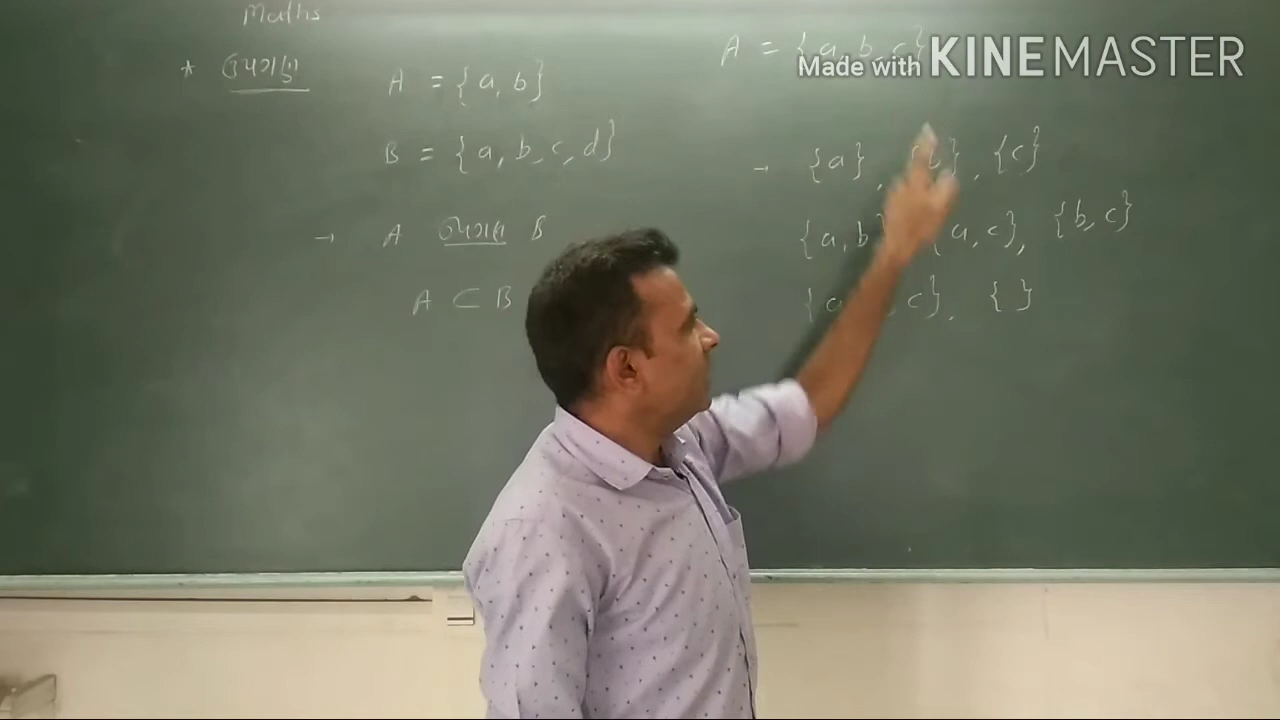 Maths
* ઉપગણ
A = {a, b}
B = {a, b, c, d}
→ A ઉપગણ B
A ⊂ B
A = {a, b, c}
Made with KINEMASTER
→ {a}, {b}, {c}
{a, b}, {a, c}, {b, c}
c}, { }